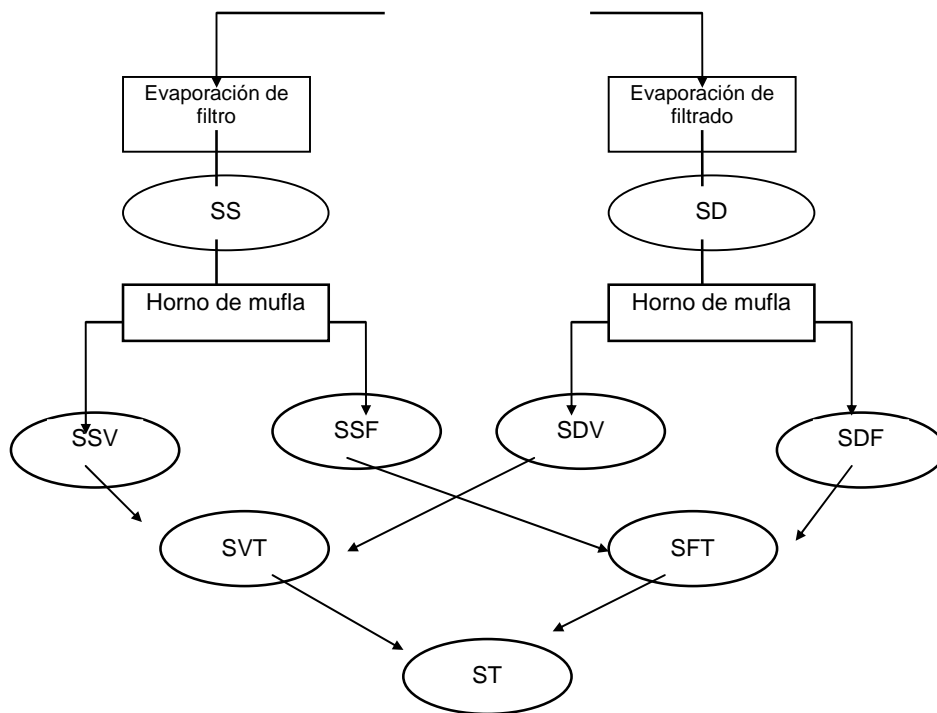 Evaporación de
filtro
Evaporación de
filtrado
SS
SD
Horno de mufla
Horno de mufla
SSV
SSF
SDV
SDF
SVT
SFT
ST